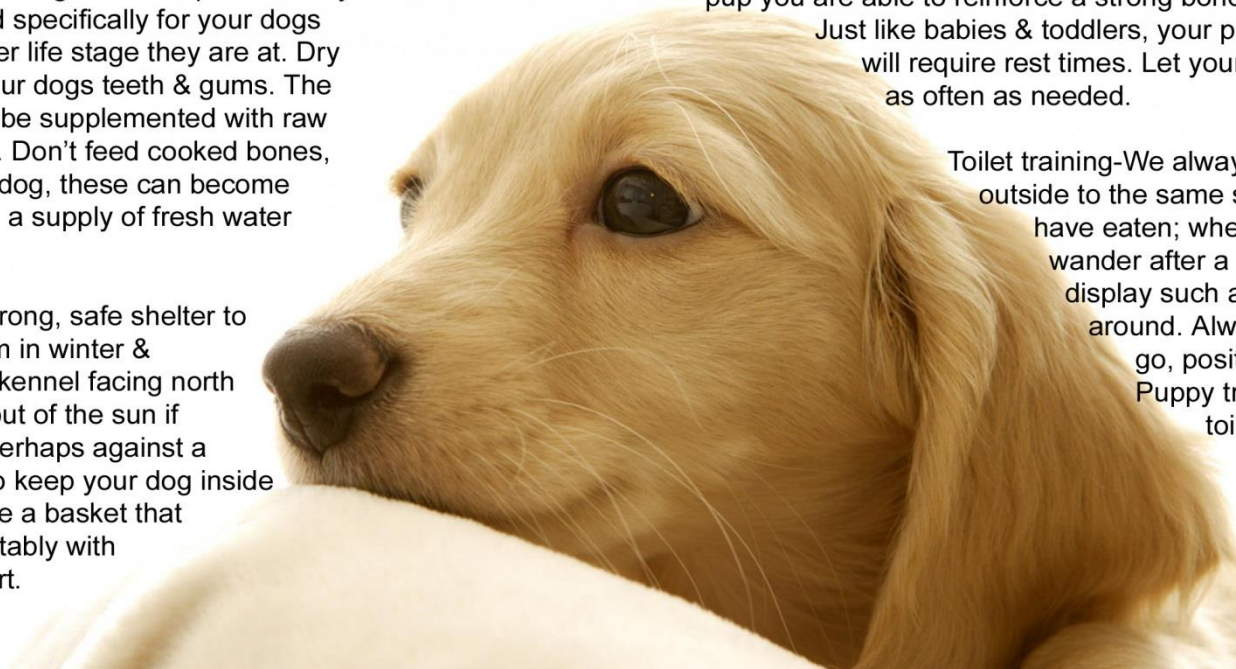 specifically for your dogs
er life stage they are at. Dry
ur dogs teeth & gums. The
be supplemented with raw
. Don't feed cooked bones,
dog, these can become
a supply of fresh water
rong, safe shelter to
m in winter &
kennel facing north
out of the sun if
erhaps against a
o keep your dog inside
e a basket that
tably with
rt.
pup you are able to reinforce a strong
Just like babies & toddlers, your p
will require rest times. Let your
as often as needed.
Toilet training-We alway
outside to the same s
have eaten; whe
wander after a
display such a
around. Alw
go, posit
Puppy tr
toi